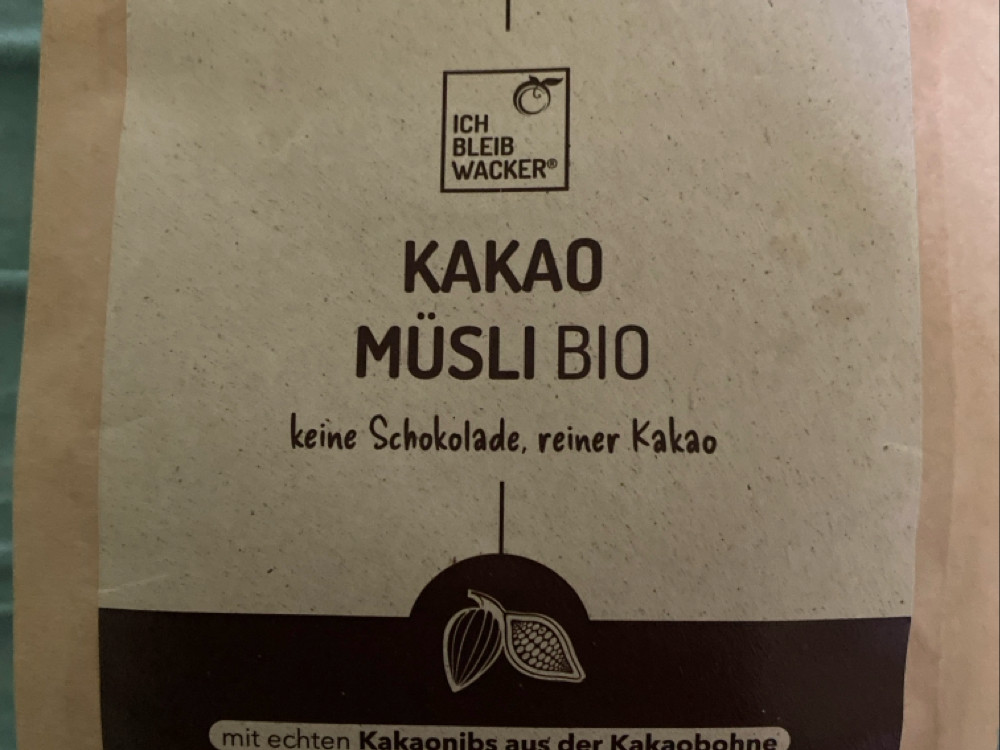 ICH
BLEIB
WACKER®
KAKAO
MÜSLI BIO
keine Schokolade, reiner Kakao
mit echten Kakaonibs aus der Kakaobohne